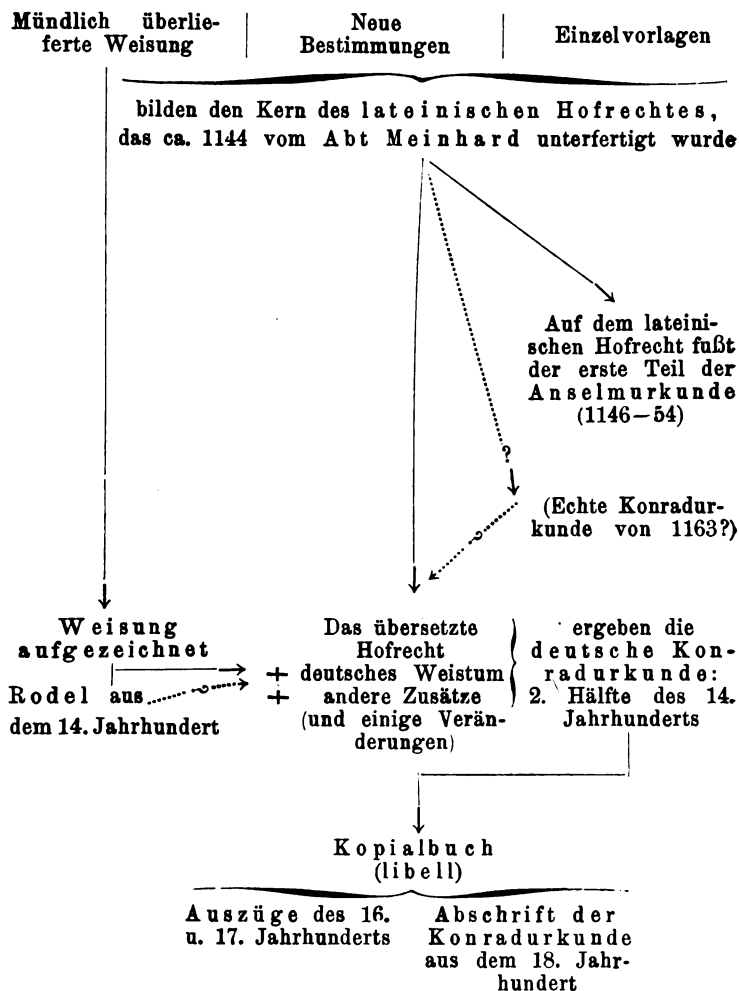 Mündlich überlie-
ferte Weisung
Neue
Bestimmungen
Einzelvorlagen
bilden den Kern des lateinischen Hofrechtes,
das ca. 1144 vom Abt Meinhard unterfertigt wurde
Auf dem lateini-
schen Hofrecht fußt
der erste Teil der
Anselmurkunde
(1146–54)
?
(Echte Konradur-
kunde von 1163?)
?
Weisung
aufgezeichnet
Rodel aus
dem 14. Jahrhundert
?
Das übersetzte
Hofrecht
+ deutsches Weistum
+ andere Zusätze
(und einige Verän-
derungen)
ergeben die
deutsche Kon-
radurkunde:
2. Hälfte des 14.
Jahrhunderts
Kopialbuch
(libell)
Auszüge des 16.
u. 17. Jahrhunderts
Abschrift der
Konradurkunde
aus dem 18. Jahr-
hundert